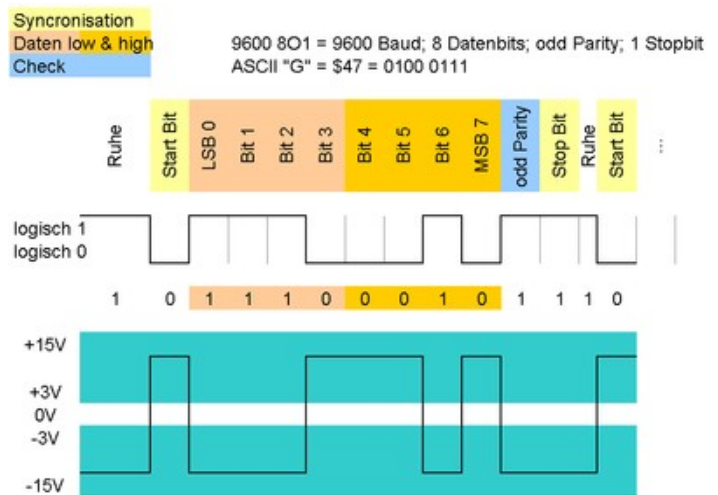 Syncronisation
Daten low & high
Check
9600 8O1 = 9600 Baud; 8 Datenbits; odd Parity; 1 Stopbit
ASCII "G" = $47 = 0100 0111
Ruhe
Start Bit
LSB 0
Bit 1
Bit 2
Bit 3
Bit 4
Bit 5
Bit 6
MSB 7
odd Parity
Stop Bit
Ruhe
Start Bit
...
logisch 1
logisch 0
1 0 1 1 1 0 0 0 1 0 1 1 1 0
+15V
+3V
0V
-3V
-15V